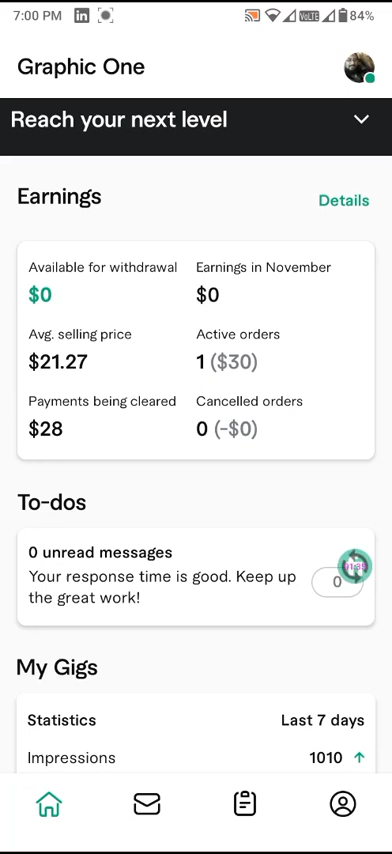 7:00 PM
VoLTE
84%
Graphic One
Reach your next level
Earnings
Details
Available for withdrawal
Earnings in November
$0
$0
Avg. selling price
Active orders
$21.27
1 ($30)
Payments being cleared
Cancelled orders
$28
0 (-$0)
To-dos
0 unread messages
Your response time is good. Keep up
the great work!
0
My Gigs
Statistics
Last 7 days
Impressions
1010